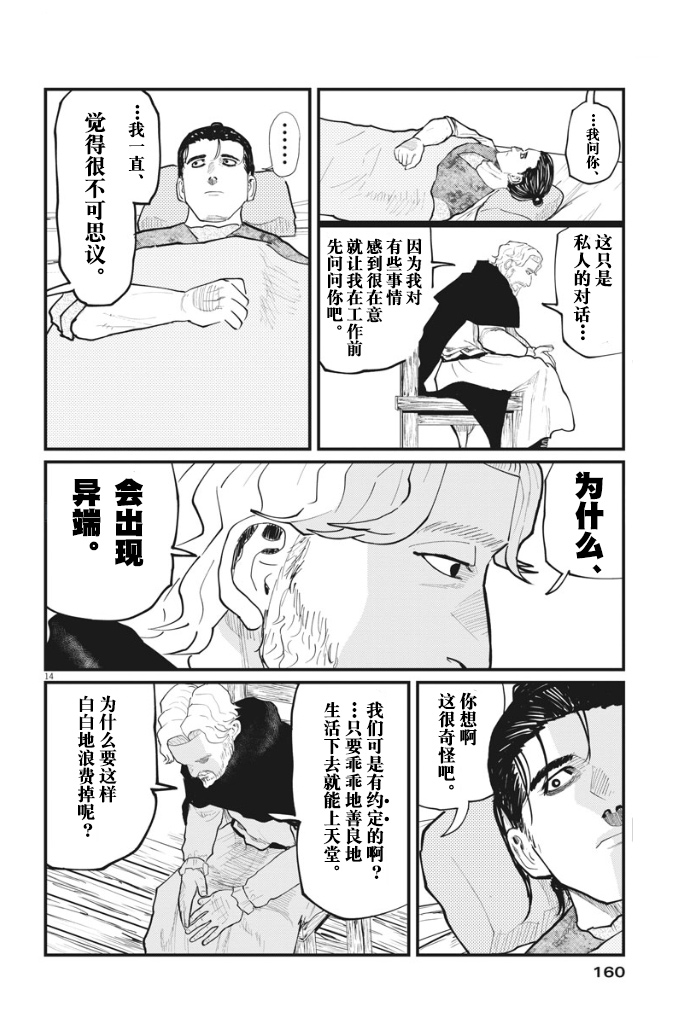 …我问你、
这只是
私人的对话…
因为我对
有些事情
感到很在意
就让我在工作前
先问问你吧。
……
…我一直、
觉得很不可思议。
为什么、
会出现
异端。
你想啊
这很奇怪吧。
我们可是有约定的啊？
…只要乖乖地善良地
生活下去就能上天堂。
为什么要这样
白白地浪费掉呢？
14
160